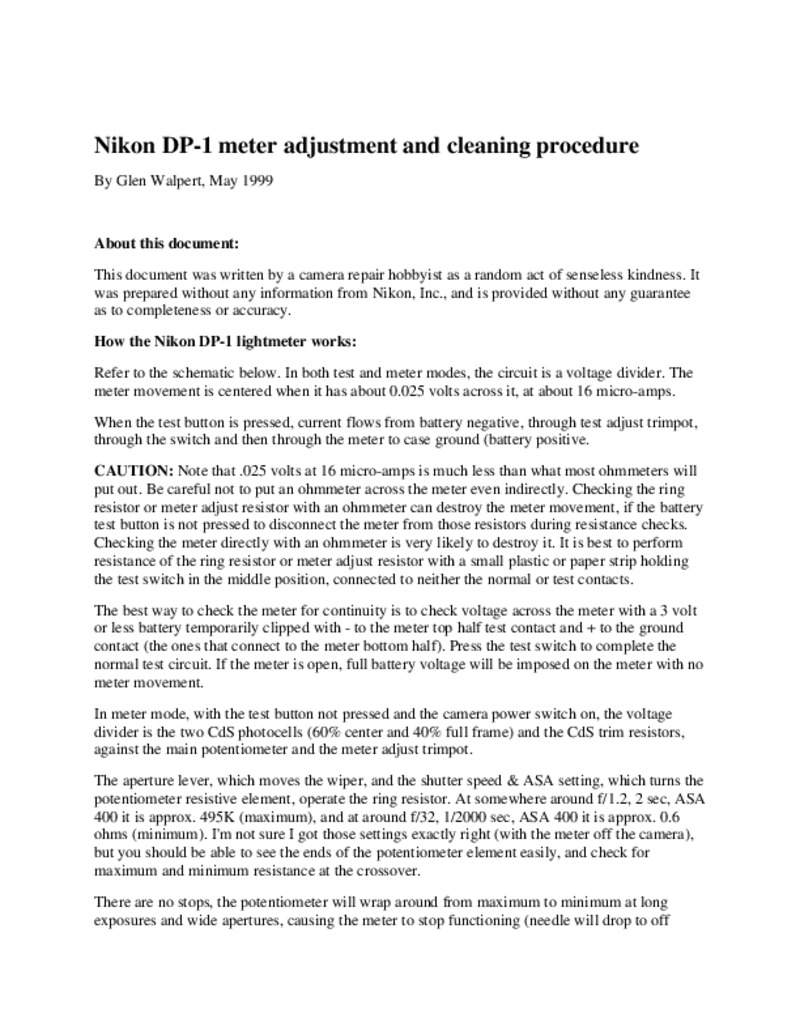 Nikon DP-1 meter adjustment and cleaning procedure
By Glen Walpert, May 1999
About this document:
This document was written by a camera repair hobbyist as a random act of senseless kindness. It
was prepared without any information from Nikon, Inc., and is provided without any guarantee
as to completeness or accuracy.
How the Nikon DP-1 lightmeter works:
Refer to the schematic below. In both test and meter modes, the circuit is a voltage divider. The
meter movement is centered when it has about 0.025 volts across it, at about 16 micro-amps.
When the test button is pressed, current flows from battery negative, through test adjust trimpot,
through the switch and then through the meter to case ground (battery positive.
CAUTION: Note that .025 volts at 16 micro-amps is much less than what most ohmmeters will
put out. Be careful not to put an ohmmeter across the meter even indirectly. Checking the ring
resistor or meter adjust resistor with an ohmmeter can destroy the meter movement, if the battery
test button is not pressed to disconnect the meter from those resistors during resistance checks.
Checking the meter directly with an ohmmeter is very likely to destroy it. It is best to perform
resistance of the ring resistor or meter adjust resistor with a small plastic or paper strip holding
the test switch in the middle position, connected to neither the normal or test contacts.
The best way to check the meter for continuity is to check voltage across the meter with a 3 volt
or less battery temporarily clipped with - to the meter top half test contact and + to the ground
contact (the ones that connect to the meter bottom half). Press the test switch to complete the
normal test circuit. If the meter is open, full battery voltage will be imposed on the meter with no
meter movement.
In meter mode, with the test button not pressed and the camera power switch on, the voltage
divider is the two CdS photocells (60% center and 40% full frame) and the CdS trim resistors,
against the main potentiometer and the meter adjust trimpot.
The aperture lever, which moves the wiper, and the shutter speed & ASA setting, which turns the
potentiometer resistive element, operate the ring resistor. At somewhere around f/1.2, 2 sec, ASA
400 it is approx. 495K (maximum), and at around f/32, 1/2000 sec, ASA 400 it is approx. 0.6
ohms (minimum). I'm not sure I got those settings exactly right (with the meter off the camera),
but you should be able to see the ends of the potentiometer element easily, and check for
maximum and minimum resistance at the crossover.
There are no stops, the potentiometer will wrap around from maximum to minimum at long
exposures and wide apertures, causing the meter to stop functioning (needle will drop to off